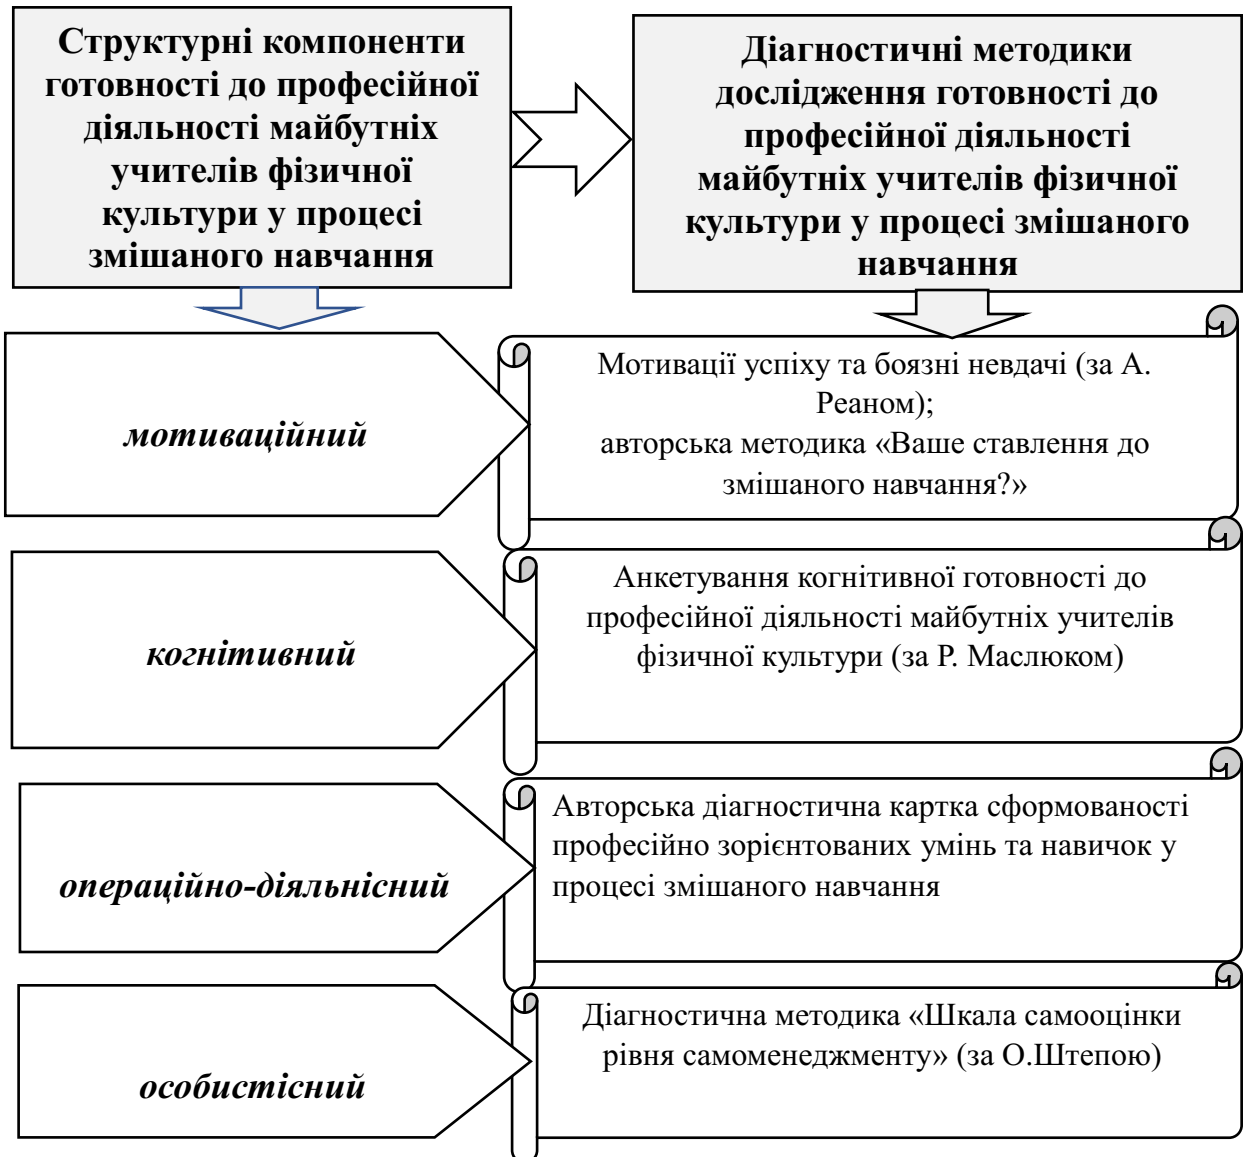 Структурні компоненти
готовності до професійної
діяльності майбутніх
учителів фізичної
культури у процесі
змішаного навчання
Діагностичні методики
дослідження готовності до
професійної діяльності
майбутніх учителів фізичної
культури у процесі змішаного
навчання
мотиваційний
Мотивації успіху та боязні невдачі (за А.
Реаном);
авторська методика «Ваше ставлення до
змішаного навчання?»
когнітивний
Анкетування когнітивної готовності до
професійної діяльності майбутніх учителів
фізичної культури (за Р. Маслюком)
операційно-діяльнісний
Авторська діагностична картка сформованості
професійно зорієнтованих умінь та навичок у
процесі змішаного навчання
особистісний
Діагностична методика «Шкала самооцінки
рівня самоменеджменту» (за О.Штепою)